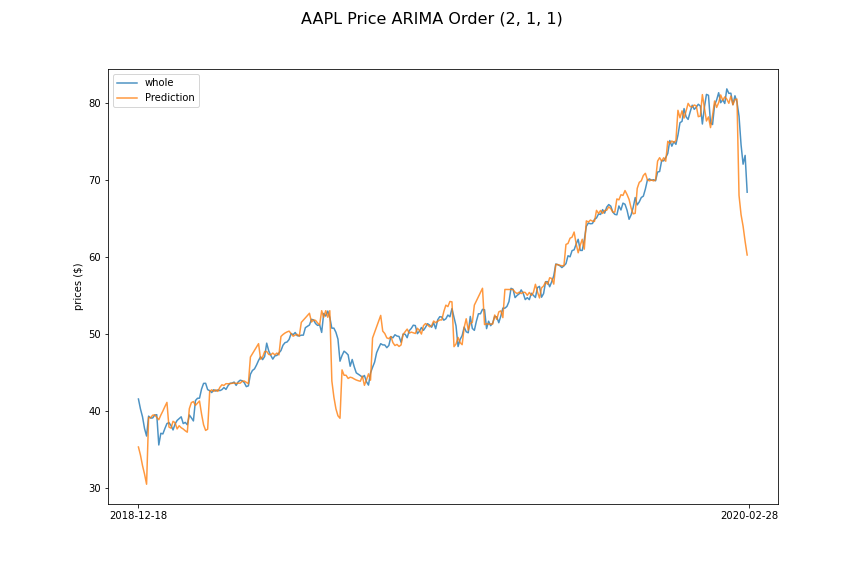 AAPL Price ARIMA Order (2, 1, 1)
whole
Prediction
80
70
60
50
40
30
prices ($)
2018-12-18
2020-02-28